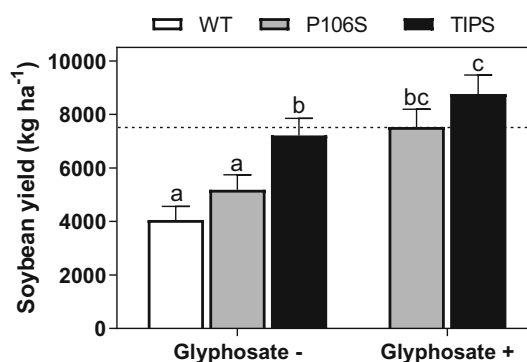 WT P106S TIPS
Soybean yield (kg ha⁻¹)
10000
8000
6000
4000
2000
0
a
a
b
bc
c
Glyphosate - Glyphosate +